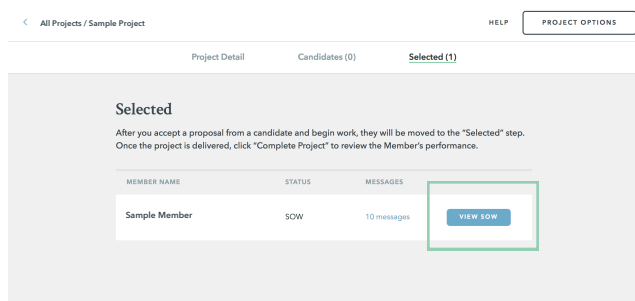 All Projects / Sample Project
HELP
PROJECT OPTIONS
Project Detail
Candidates (0)
Selected (1)
Selected
After you accept a proposal from a candidate and begin work, they will be moved to the “Selected” step.
Once the project is delivered, click “Complete Project” to review the Member’s performance.
MEMBER NAME STATUS MESSAGES
Sample Member SOW 10 messages VIEW SOW